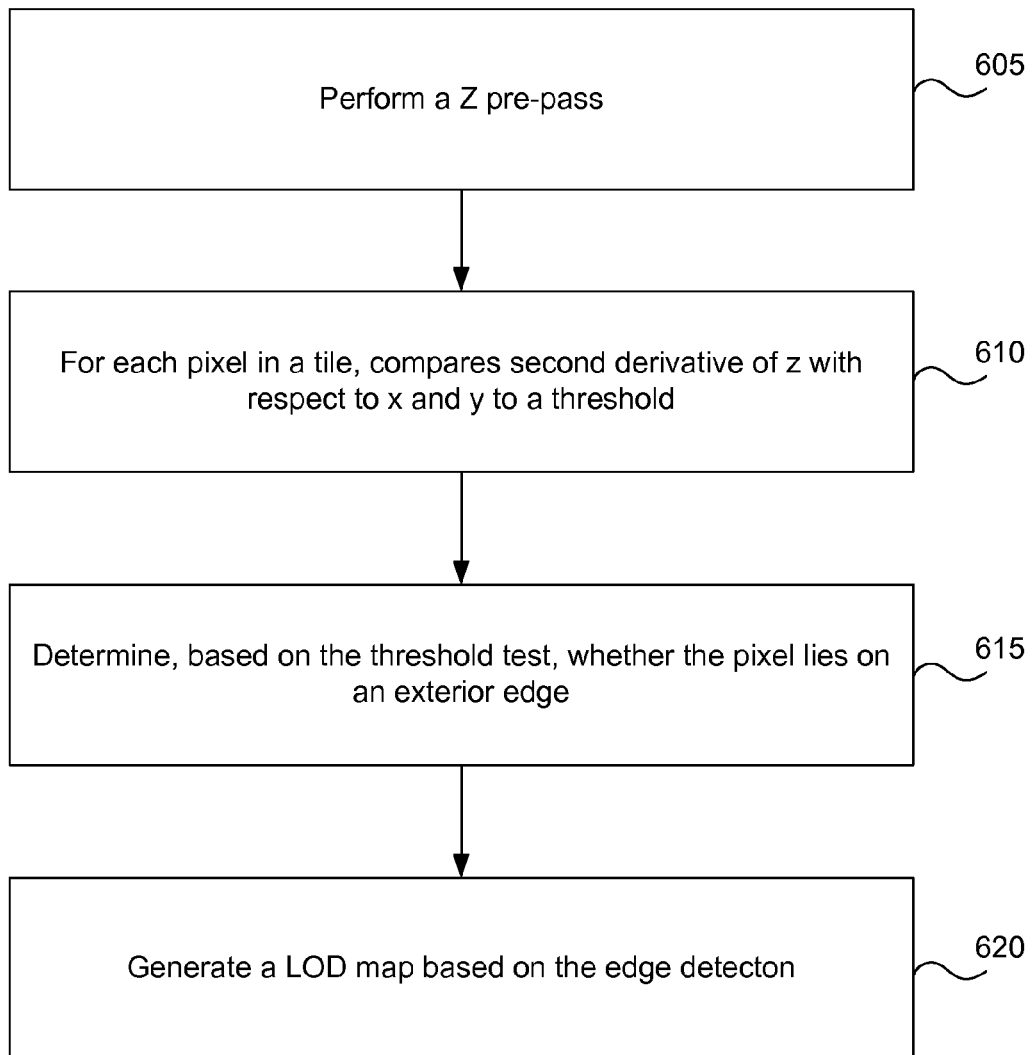 Perform a Z pre-pass
605
For each pixel in a tile, compares second derivative of z with
respect to x and y to a threshold
610
Determine, based on the threshold test, whether the pixel lies on
an exterior edge
615
Generate a LOD map based on the edge detecton
620